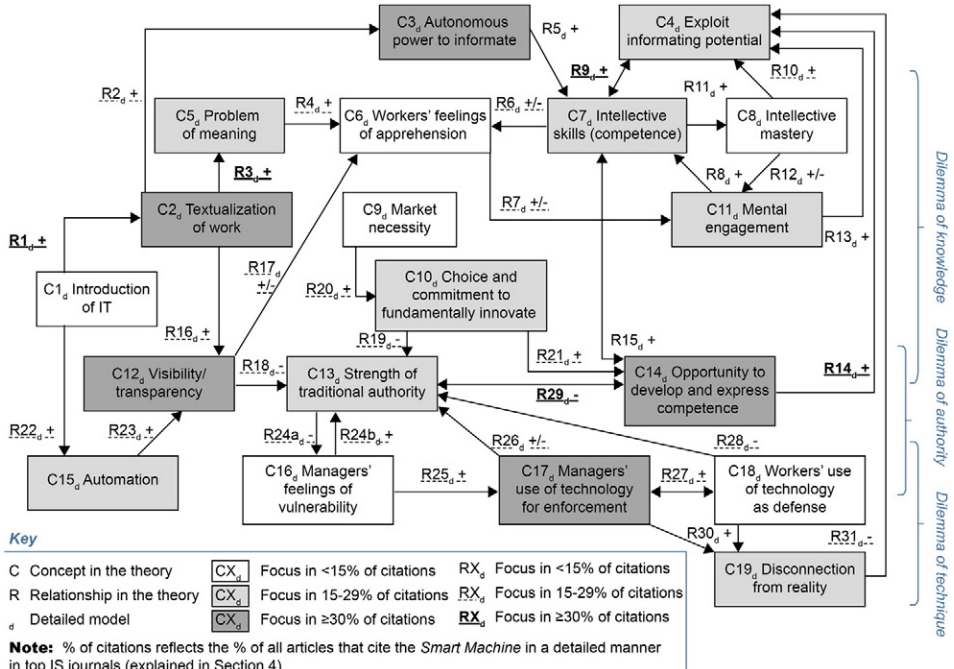 C3d Autonomous
power to informate
C4d Exploit
informating potential
R5d +
R2d +
R9d +
R10d +
R11d +
C5d Problem
of meaning
R4d +
C6d Workers' feelings
of apprehension
R6d +/-
C7d Intellective
skills (competence)
C8d Intellective
mastery
R3d +
R8d +
R12d +/-
C2d Textualization
of work
C9d Market
necessity
R7d +/-
C11d Mental
engagement
R13d +
R1d +
R17d
+/-
C1d Introduction
of IT
R20d +
C10d Choice and
commitment to
fundamentally innovate
Dilemma of knowledge
R16d +
R19d -
R21d +
R15d +
C12d Visibility/
transparency
R18d -
C13d Strength of
traditional authority
R29d -
C14d Opportunity to
develop and express
competence
R14d +
Dilemma of authority
R22d +
R23d +
R24ad -
R24bd +
R26d +/-
R28d -
C15d Automation
C16d Managers'
feelings of
vulnerability
R25d +
C17d Managers'
use of technology
for enforcement
R27d +
C18d Workers' use
of technology
as defense
R30d +
R31d -
C19d Disconnection
from reality
Dilemma of technique
Key
C Concept in the theory
R Relationship in the theory
d Detailed model
CXd Focus in <15% of citations
CXd Focus in 15-29% of citations
CXd Focus in ≥30% of citations
RXd Focus in <15% of citations
RXd Focus in 15-29% of citations
RXd Focus in ≥30% of citations
Note: % of citations reflects the % of all articles that cite the Smart Machine in a detailed manner
in top IS journals (explained in Section 4)